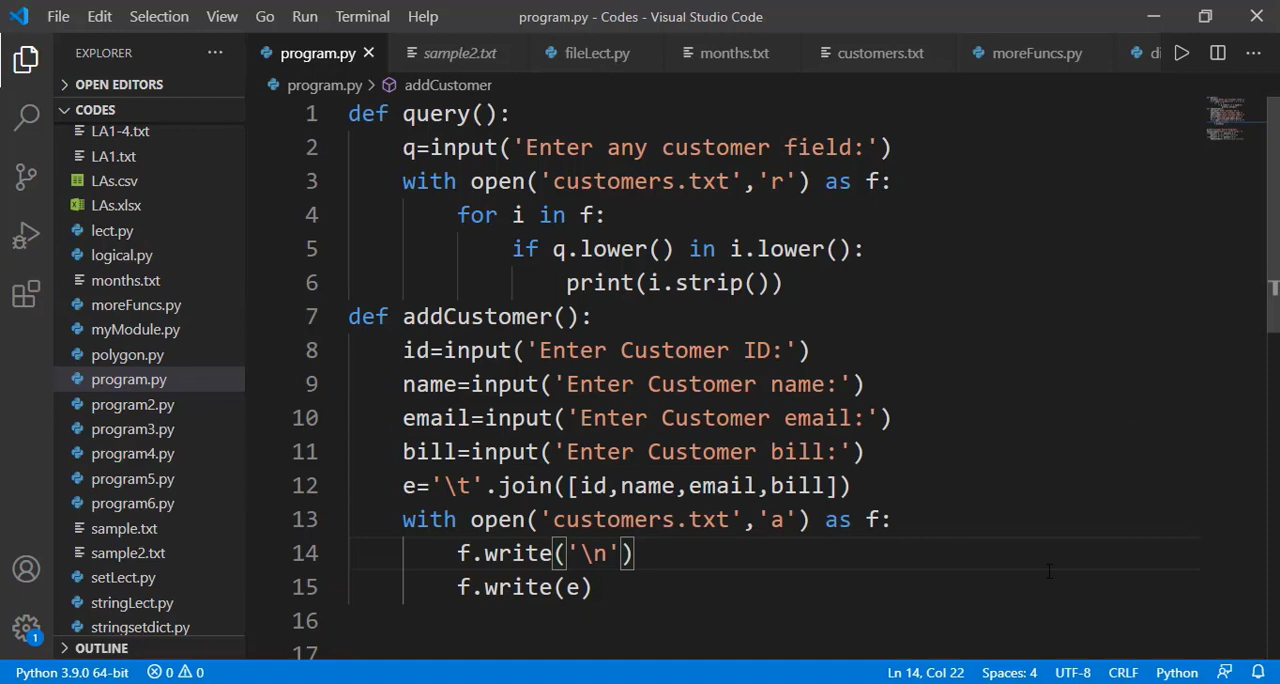 File Edit Selection View Go Run Terminal Help program.py - Codes - Visual Studio Code
EXPLORER
program.py sample2.txt fileLect.py months.txt customers.txt moreFuncs.py di
OPEN EDITORS
program.py > addCustomer
CODES
LA1-4.txt
LA1.txt
LAs.csv
LAs.xlsx
lect.py
logical.py
months.txt
moreFuncs.py
myModule.py
polygon.py
program.py
program2.py
program3.py
program4.py
program5.py
program6.py
sample.txt
sample2.txt
setLect.py
stringLect.py
stringsetdict.py
OUTLINE
1 def query():
2 q=input('Enter any customer field:')
3 with open('customers.txt','r') as f:
4 for i in f:
5 if q.lower() in i.lower():
6 print(i.strip())
7 def addCustomer():
8 id=input('Enter Customer ID:')
9 name=input('Enter Customer name:')
10 email=input('Enter Customer email:')
11 bill=input('Enter Customer bill:')
12 e='\t'.join([id,name,email,bill])
13 with open('customers.txt','a') as f:
14 f.write('\n')
15 f.write(e)
16
17
1
Python 3.9.0 64-bit 0 0 Ln 14, Col 22 Spaces: 4 UTF-8 CRLF Python